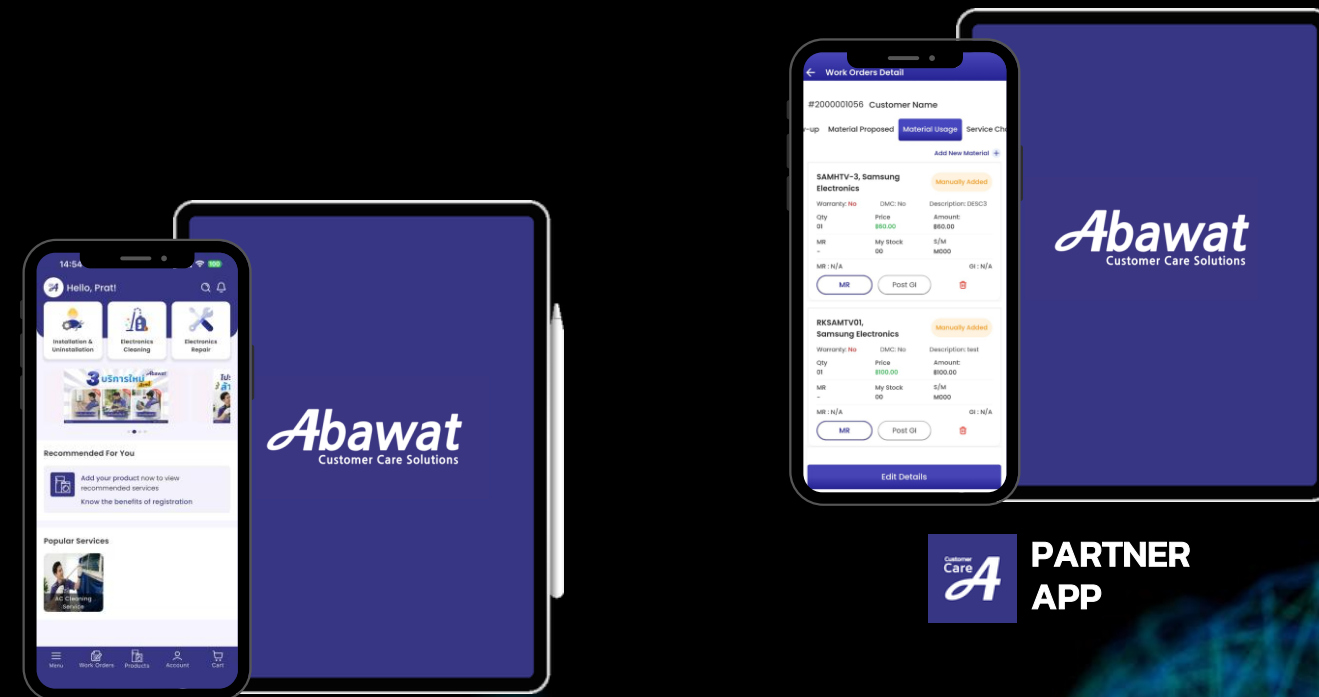 14:54
100
Hello, Prat!
Installation &
Uninstallation
Electronics
Cleaning
Electronics
Repair
3 บริการใหม่
Abawat
Recommended For You
Add your product now to view
recommended services
Know the benefits of registration
Popular Services
AC Cleaning
Service
Menu
Work Orders
Products
Account
Cart
Abawat
Customer Care Solutions
Work Orders Detail
#2000001056 Customer Name
-up Material Proposed Material Usage Service Ch
Add New Material +
SAMHTV-3, Samsung
Electronics
Manually Added
Warranty: No DMC: No Description: DESC3
Qty Price Amount:
01 ฿60.00 ฿60.00
MR My Stock S/M
- 00 M000
MR : N/A GI : N/A
MR Post GI
RKSAMTV01,
Samsung Electronics
Manually Added
Warranty: No DMC: No Description: test
Qty Price Amount:
01 ฿100.00 ฿100.00
MR My Stock S/M
- 00 M000
MR : N/A GI : N/A
MR Post GI
Edit Details
Abawat
Customer Care Solutions
Customer
Care
A
PARTNER
APP